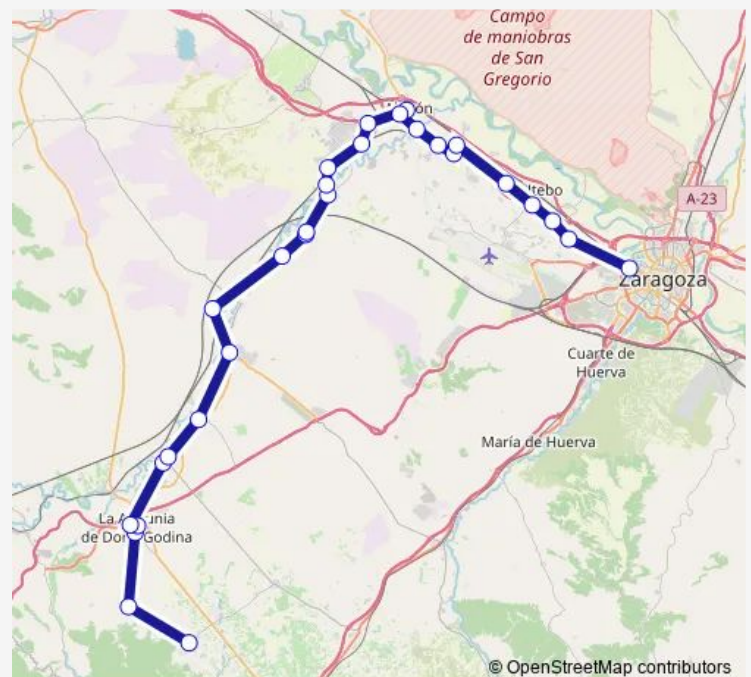 Campo
de maniobras
de San
Gregorio
A-23
Zaragoza
Cuarte de
Huerva
María de Huerva
de Doña Godina
© OpenStreetMap contributors